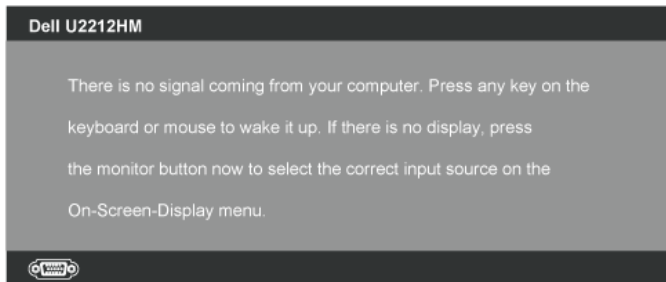 Dell U2212HM
There is no signal coming from your computer. Press any key on the
keyboard or mouse to wake it up. If there is no display, press
the monitor button now to select the correct input source on the
On-Screen-Display menu.